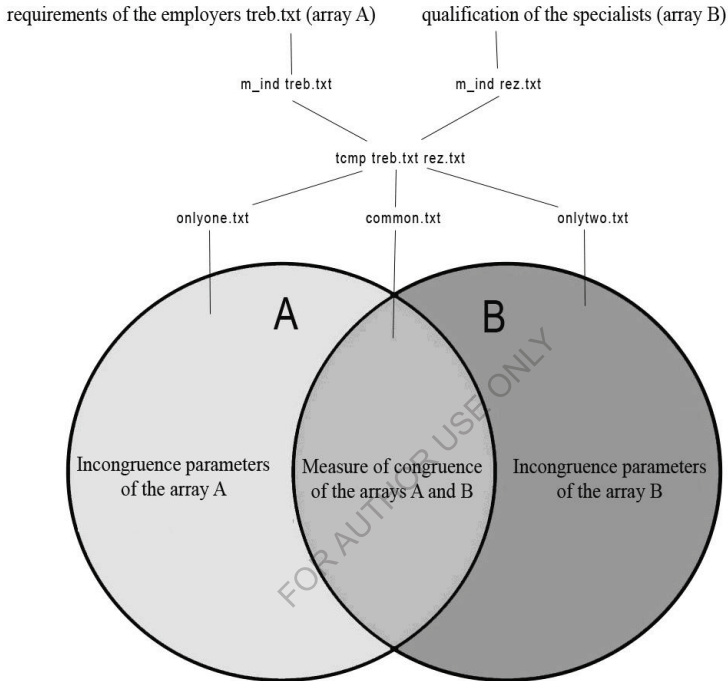 requirements of the employers treb.txt (array A)
qualification of the specialists (array B)
m_ind treb.txt
m_ind rez.txt
tcmp treb.txt rez.txt
onlyone.txt
common.txt
onlytwo.txt
A
B
Incongruence parameters
of the array A
Measure of congruence
of the arrays A and B
Incongruence parameters
of the array B
FOR AUTHOR USE ONLY